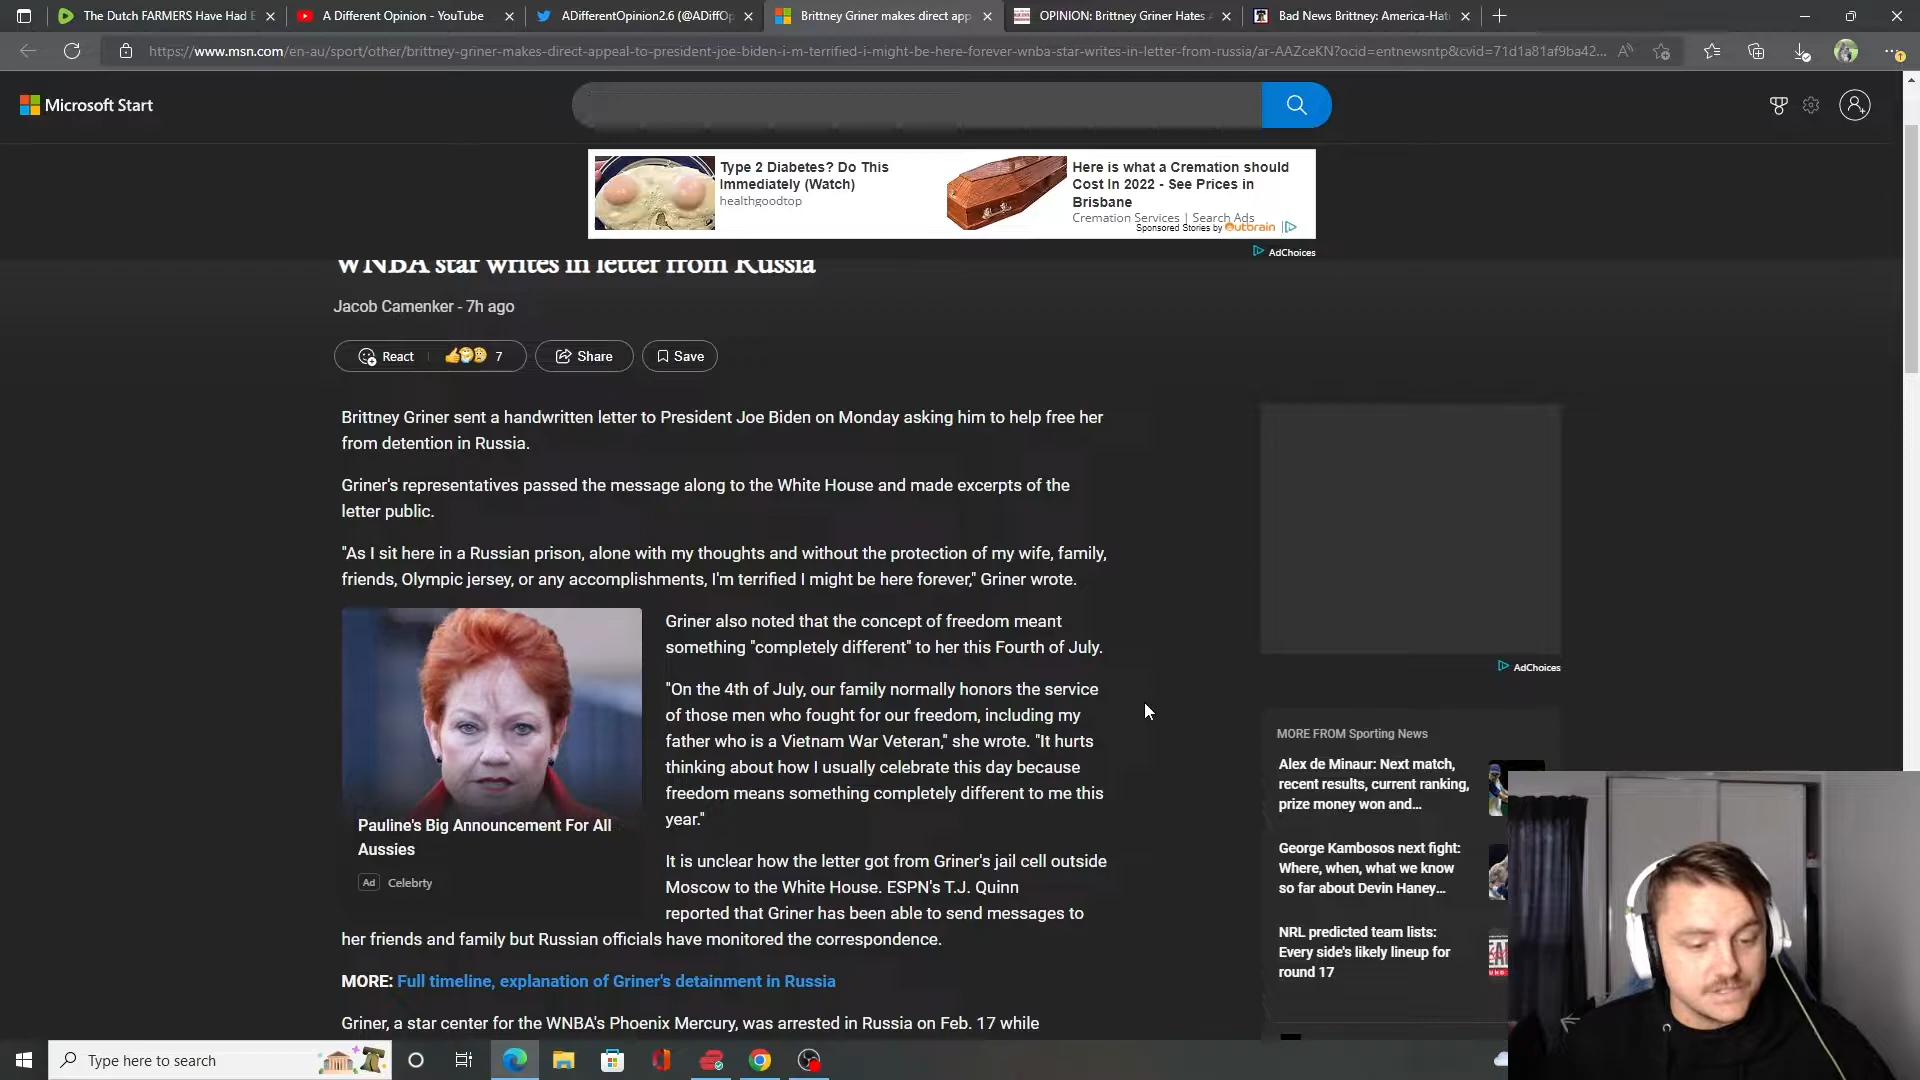 The Dutch FARMERS Have Had E
A Different Opinion - YouTube
ADifferentOpinion2.6 (@ADiffOp
Brittney Griner makes direct app
OPINION: Brittney Griner Hates A
Bad News Brittney: America-Hat
https://www.msn.com/en-au/sport/other/brittney-griner-makes-direct-appeal-to-president-joe-biden-i-m-terrified-i-might-be-here-forever-wnba-star-writes-in-letter-from-russia/ar-AAZceKN?ocid=entnewsntp&cvid=71d1a81af9ba42...
Microsoft Start
Type 2 Diabetes? Do This
Immediately (Watch)
healthgoodtop
Here is what a Cremation should
Cost In 2022 - See Prices in
Brisbane
Cremation Services | Search Ads
Sponsored Stories by Outbrain
AdChoices
WNBA star writes in letter from Russia
Jacob Camenker - 7h ago
React 7
Share
Save
Brittney Griner sent a handwritten letter to President Joe Biden on Monday asking him to help free her
from detention in Russia.
Griner's representatives passed the message along to the White House and made excerpts of the
letter public.
"As I sit here in a Russian prison, alone with my thoughts and without the protection of my wife, family,
friends, Olympic jersey, or any accomplishments, I'm terrified I might be here forever," Griner wrote.
Pauline's Big Announcement For All
Aussies
Ad Celebrty
Griner also noted that the concept of freedom meant
something "completely different" to her this Fourth of July.
"On the 4th of July, our family normally honors the service
of those men who fought for our freedom, including my
father who is a Vietnam War Veteran," she wrote. "It hurts
thinking about how I usually celebrate this day because
freedom means something completely different to me this
year."
It is unclear how the letter got from Griner's jail cell outside
Moscow to the White House. ESPN's T.J. Quinn
reported that Griner has been able to send messages to
her friends and family but Russian officials have monitored the correspondence.
MORE: Full timeline, explanation of Griner's detainment in Russia
Griner, a star center for the WNBA's Phoenix Mercury, was arrested in Russia on Feb. 17 while
AdChoices
MORE FROM Sporting News
Alex de Minaur: Next match,
recent results, current ranking,
prize money won and...
George Kambosos next fight:
Where, when, what we know
so far about Devin Haney...
NRL predicted team lists:
Every side's likely lineup for
round 17
Type here to search